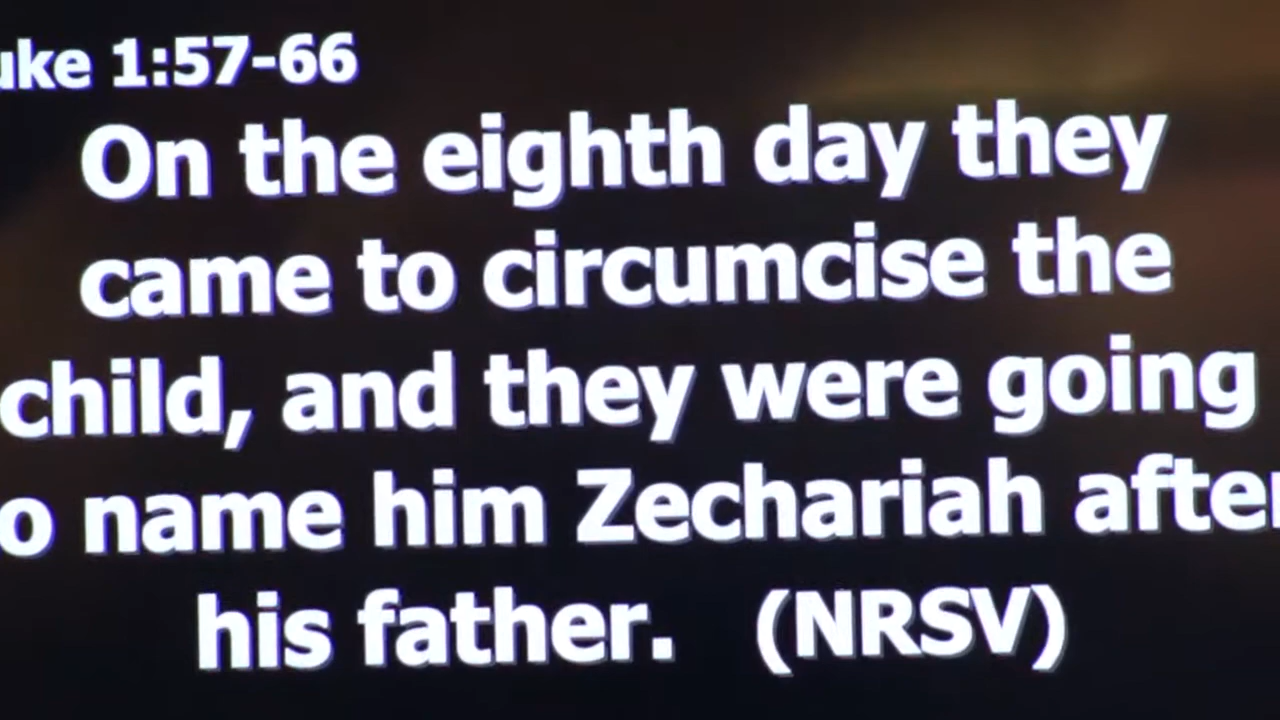 uke 1:57-66
On the eighth day they
came to circumcise the
child, and they were going
o name him Zechariah after
his father. (NRSV)